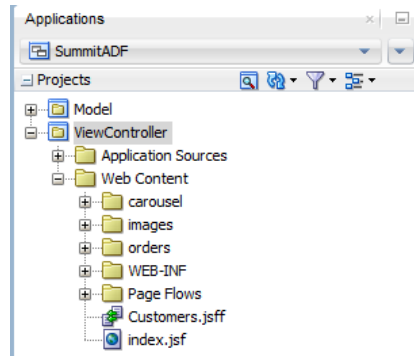 Applications
SummitADF
Projects
Model
ViewController
Application Sources
Web Content
carousel
images
orders
WEB-INF
Page Flows
Customers.jsff
index.jsf